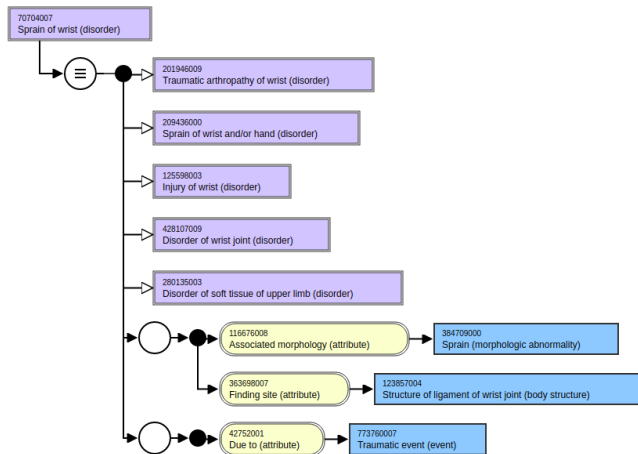 70704007
Sprain of wrist (disorder)
201946009
Traumatic arthropathy of wrist (disorder)
209436000
Sprain of wrist and/or hand (disorder)
125598003
Injury of wrist (disorder)
428107009
Disorder of wrist joint (disorder)
280135003
Disorder of soft tissue of upper limb (disorder)
116676008
Associated morphology (attribute)
384709000
Sprain (morphologic abnormality)
363698007
Finding site (attribute)
123857004
Structure of ligament of wrist joint (body structure)
42752001
Due to (attribute)
773760007
Traumatic event (event)